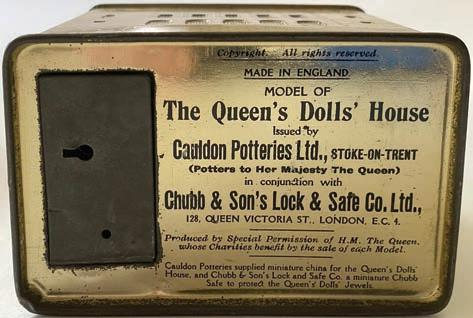 Copyright. All rights reserved.
MADE IN ENGLAND
MODEL OF
The Queen's Dolls' House
Issued by
Cauldon Potteries Ltd., STOKE-ON-TRENT
(Potters to Her Majesty The Queen)
in conjunction with
Chubb & Son's Lock & Safe Co. Ltd.,
128, QUEEN VICTORIA ST., LONDON, E.C. 4.
Produced by Special Permission of H.M. The Queen,
whose Charities benefit by the sale of each Model.
Cauldon Potteries supplied miniature china for the Queen's Dolls'
House, and Chubb & Son's Lock and Safe Co. a miniature Chubb
Safe to protect the Queen's Dolls' Jewels.